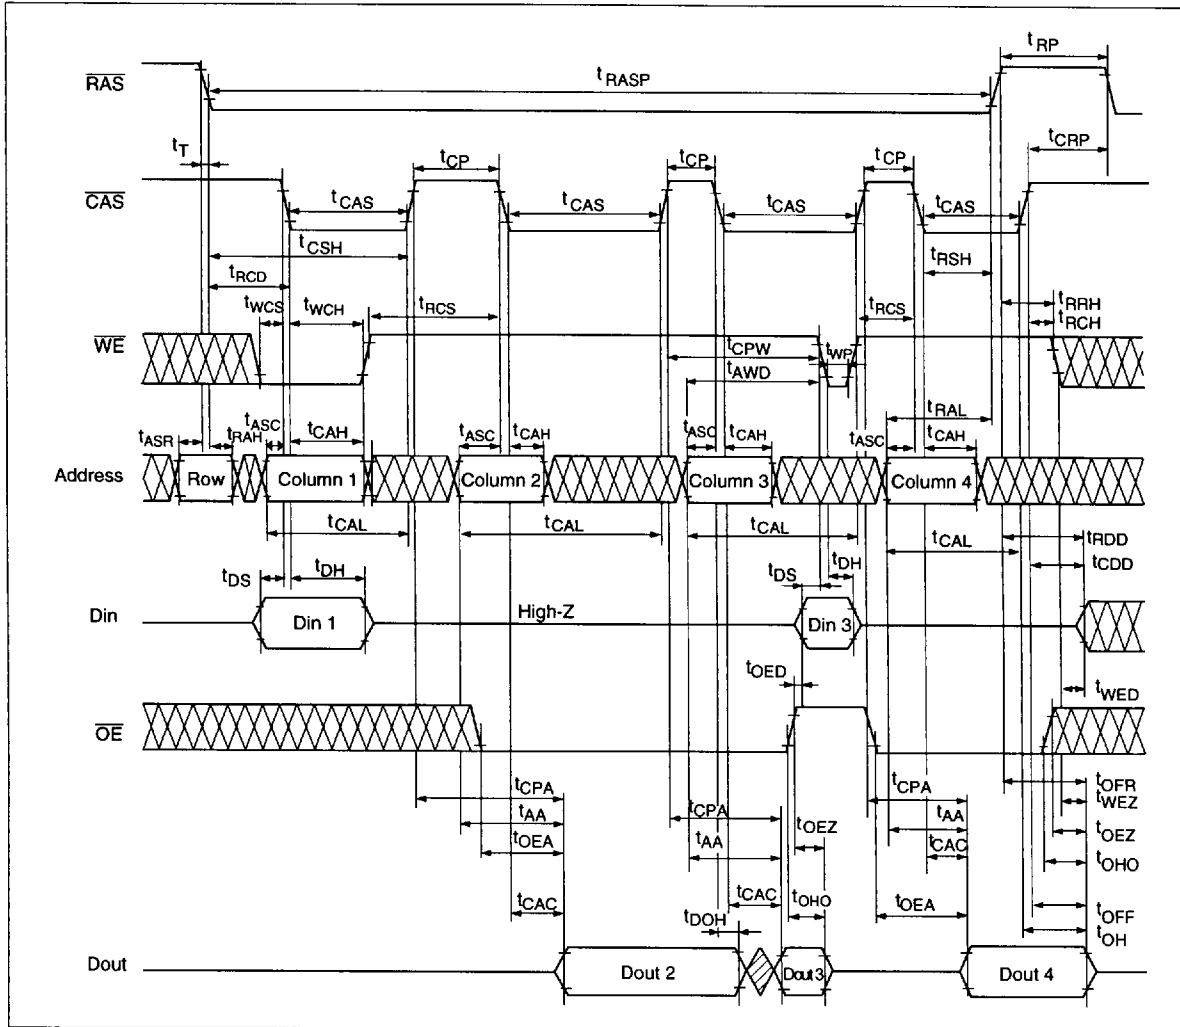 tRP
RAS
tRASP
tT
tCRP
tCP tCP tCP
CAS
tCAS tCAS tCAS tCAS
tCSH
tRSH
tRCD
tWCS tWCH tRCS tRCS tRRH
tRCH
WE
tCPW tWP
tAWD
tRAL
tASR tRAH tASC tCAH tASC tCAH tASC tCAH tASC tCAH
Address Row Column 1 Column 2 Column 3 Column 4
tCAL tCAL tCAL tCAL tRDD
tCDD
tDS tDH tDS tDH
Din Din 1 High-Z Din 3
tOED tWED
OE
tCPA tCPA tOFR
tWEZ
tAA tCPA tAA
tOEA tAA tOEZ tCAC tOEZ
tOHO
tCAC tCAC tOHO tOEA tOFF
tDOH tOH
Dout Dout 2 Dout 3 Dout 4